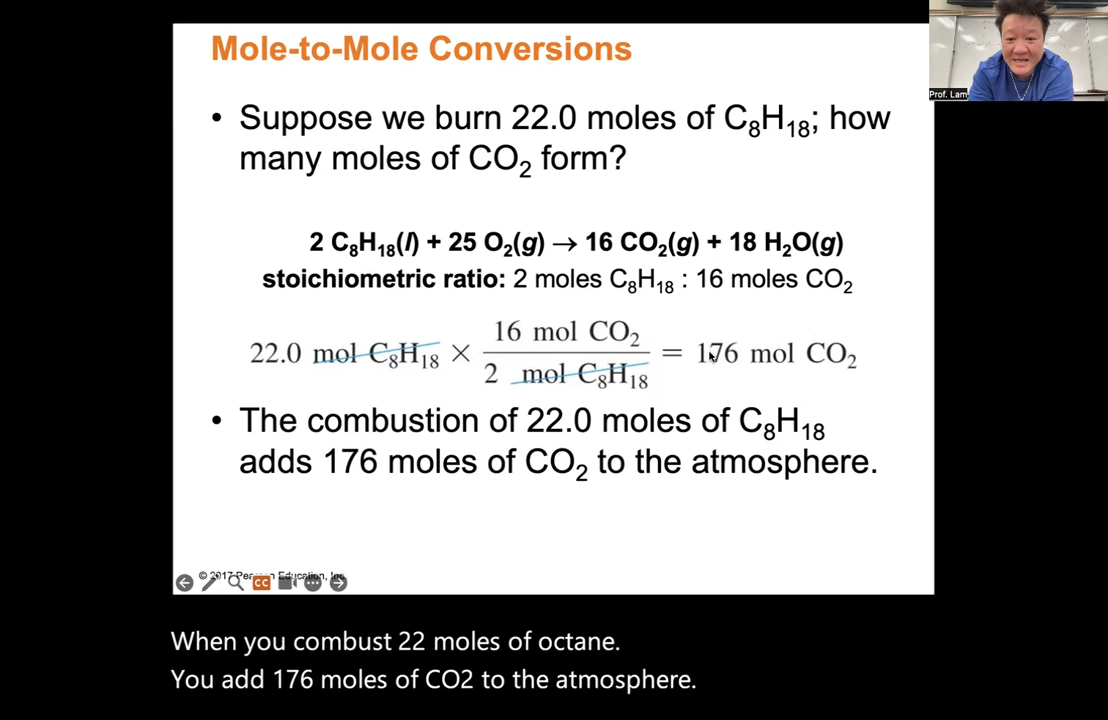 Mole-to-Mole Conversions
Prof. Lam
• Suppose we burn 22.0 moles of C₈H₁₈; how
many moles of CO₂ form?
2 C₈H₁₈(l) + 25 O₂(g) → 16 CO₂(g) + 18 H₂O(g)
stoichiometric ratio: 2 moles C₈H₁₈ : 16 moles CO₂
22.0 mol C₈H₁₈ × 16 mol CO₂ / 2 mol C₈H₁₈ = 176 mol CO₂
• The combustion of 22.0 moles of C₈H₁₈
adds 176 moles of CO₂ to the atmosphere.
© 2017 Pearson Education, Inc.
CC
When you combust 22 moles of octane.
You add 176 moles of CO2 to the atmosphere.